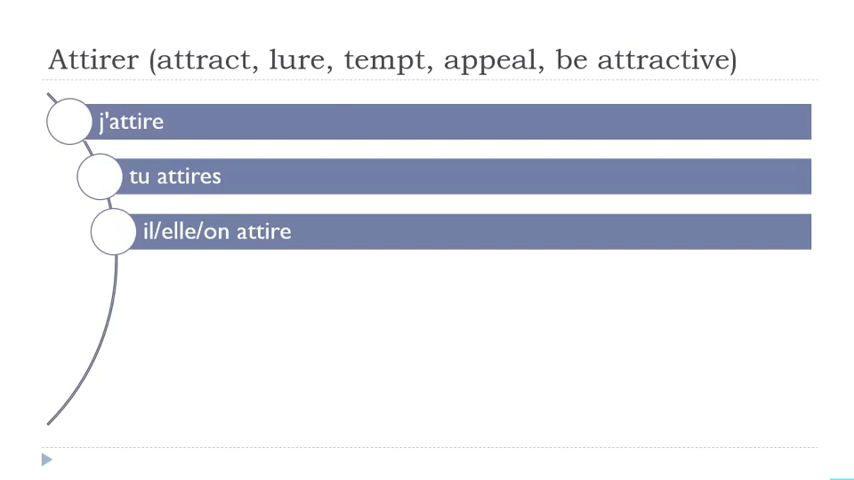 Attirer (attract, lure, tempt, appeal, be attractive)
j'attire
tu attires
il/elle/on attire